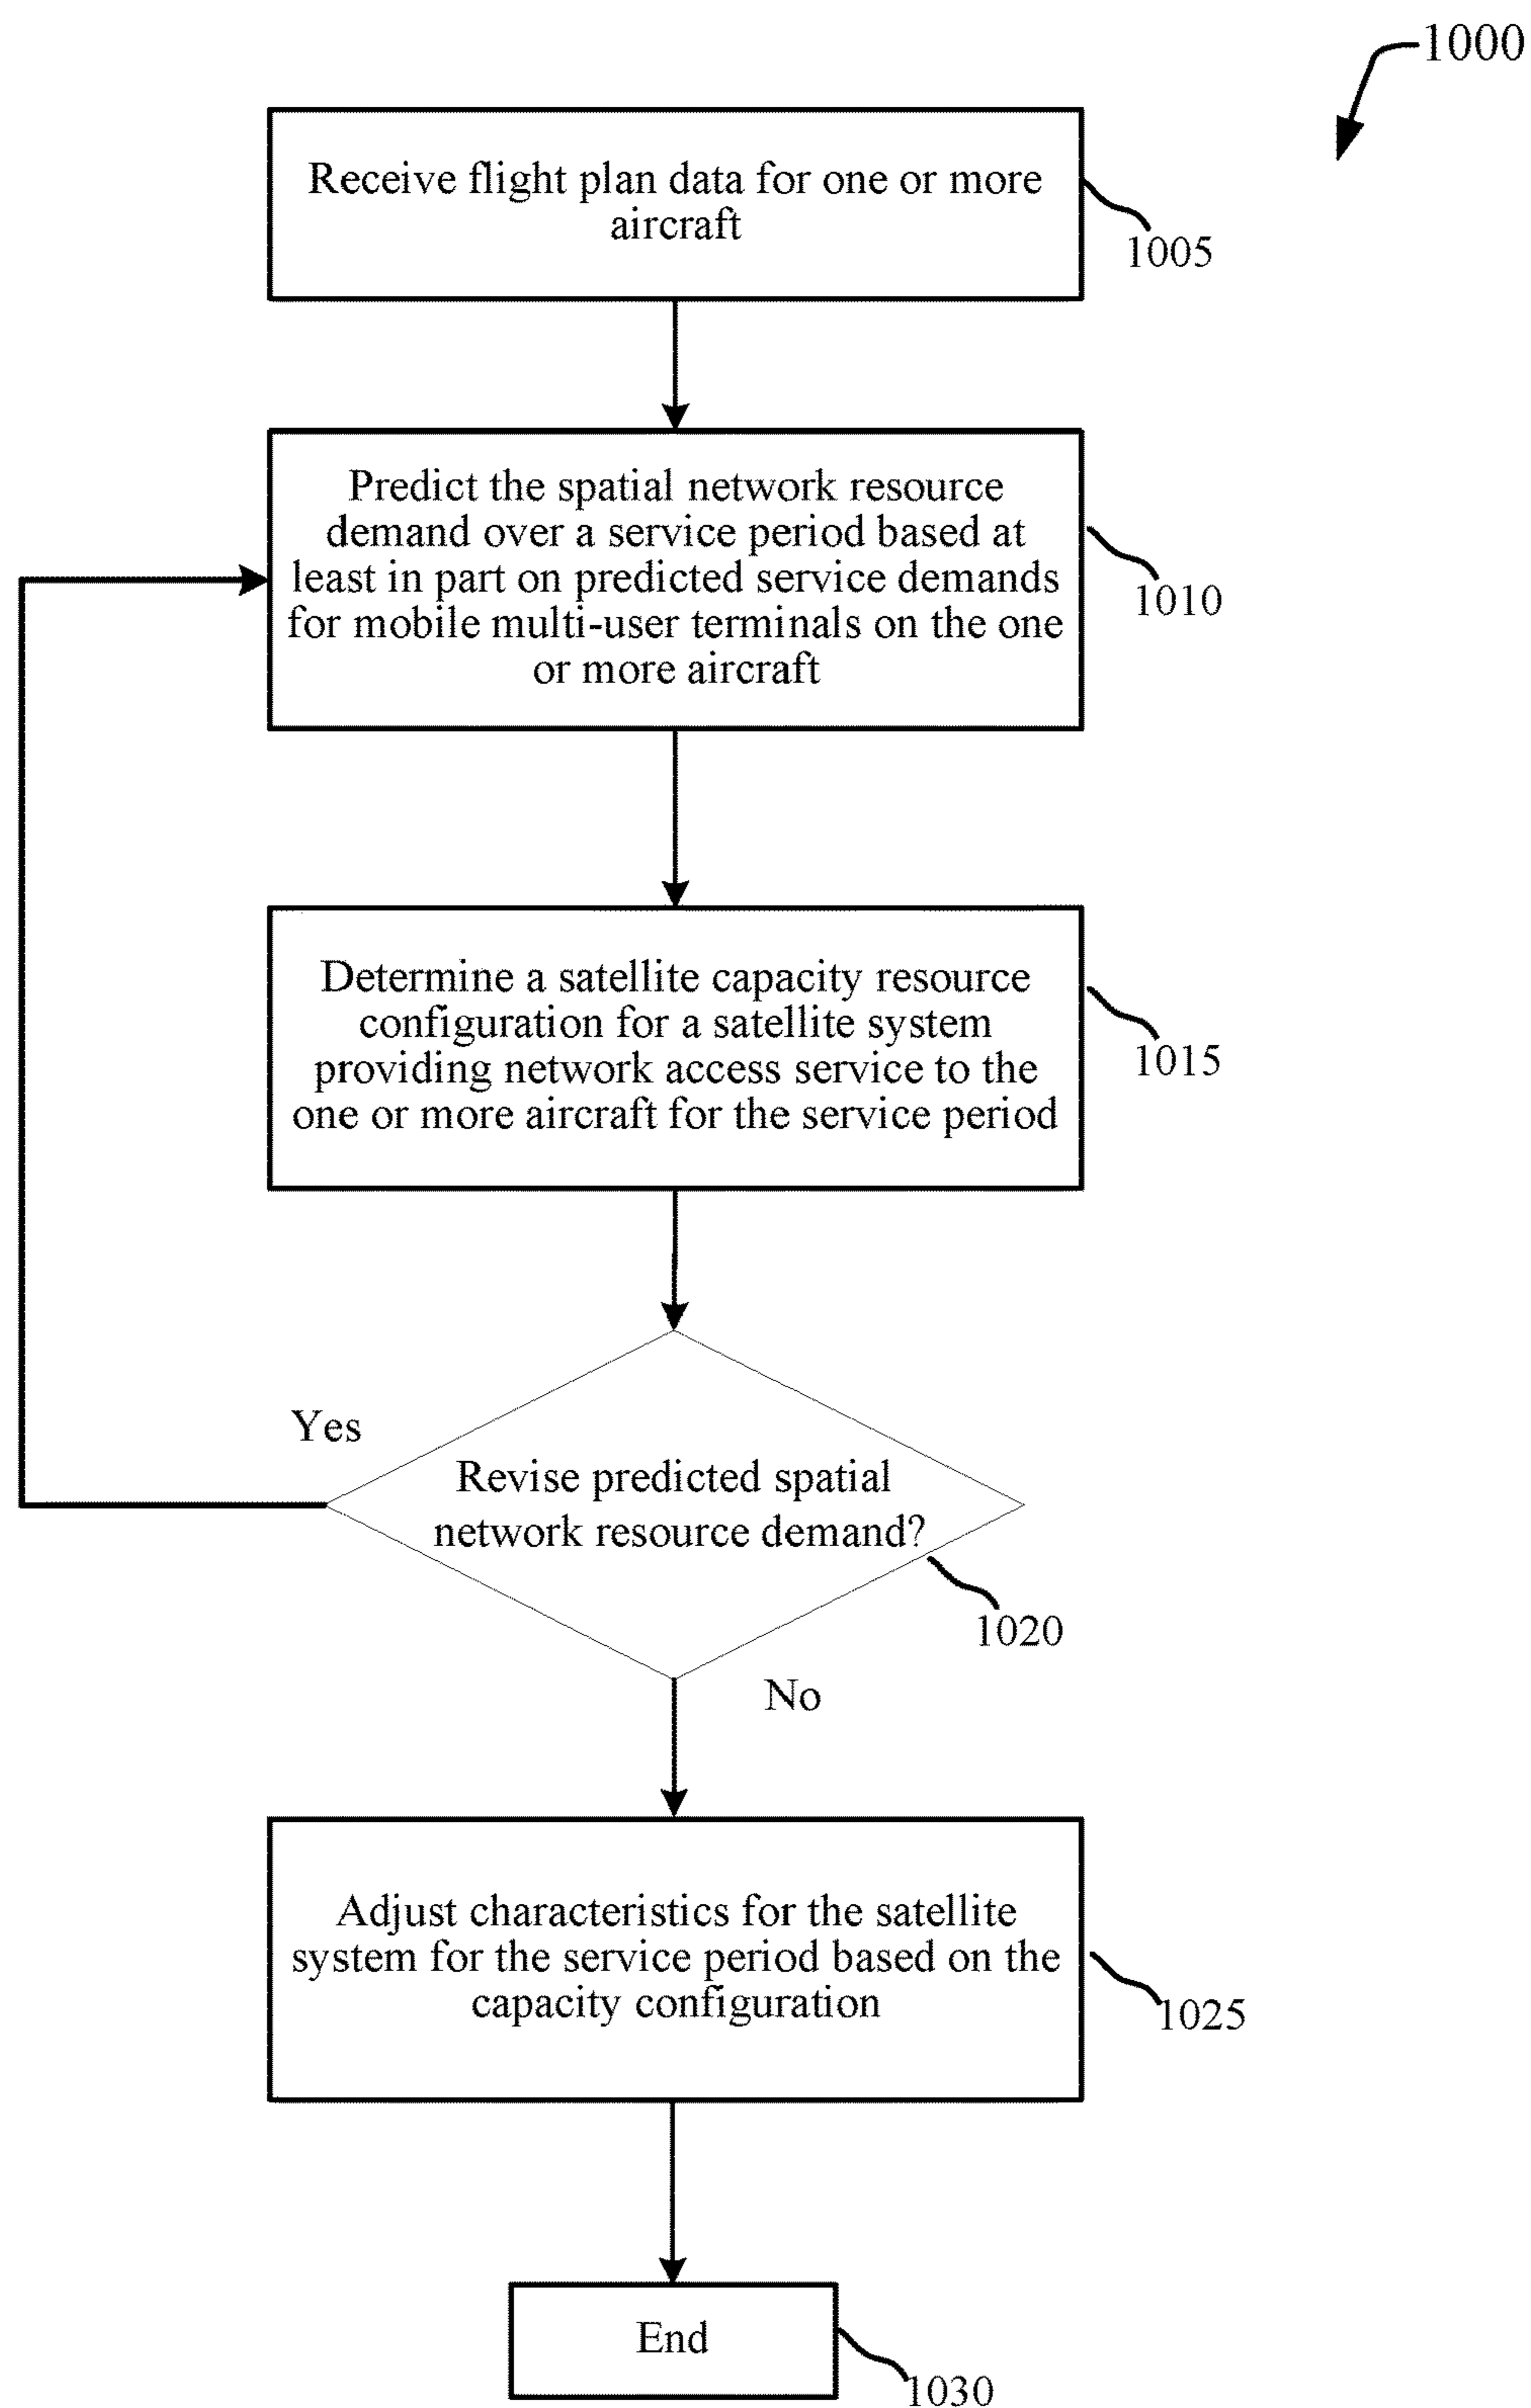 1000
Receive flight plan data for one or more
aircraft
1005
Predict the spatial network resource
demand over a service period based at
least in part on predicted service demands
for mobile multi-user terminals on the one
or more aircraft
1010
Determine a satellite capacity resource
configuration for a satellite system
providing network access service to the
one or more aircraft for the service period
1015
Yes
Revise predicted spatial
network resource demand?
1020
No
Adjust characteristics for the satellite
system for the service period based on the
capacity configuration
1025
End
1030